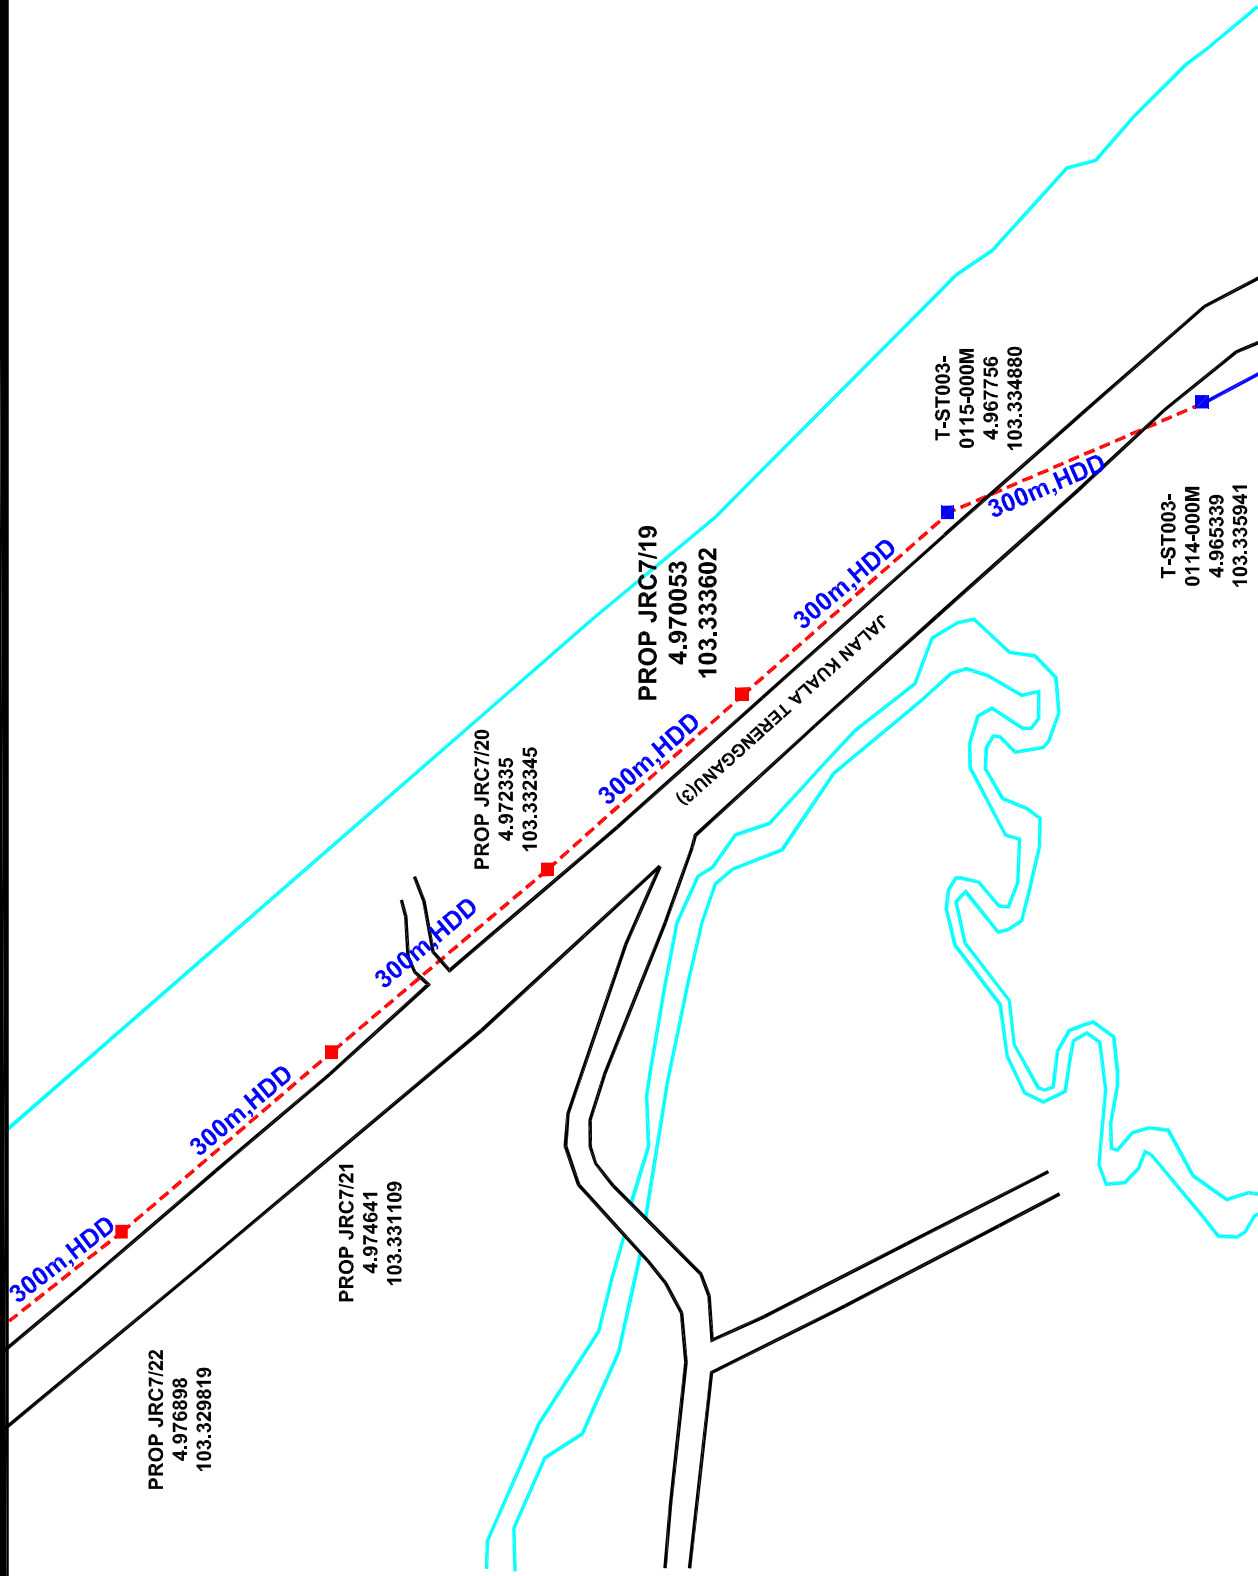 T-ST003-
0115-000M
4.967756
103.334880
300m,HDD
T-ST003-
0114-000M
4.965339
103.335941
PROP JRC7/19
4.970053
103.333602
300m,HDD
JALAN KUALA TERENGGANU(3)
300m,HDD
PROP JRC7/20
4.972335
103.332345
300m,HDD
300m,HDD
PROP JRC7/21
4.974641
103.331109
300m,HDD
PROP JRC7/22
4.976898
103.329819